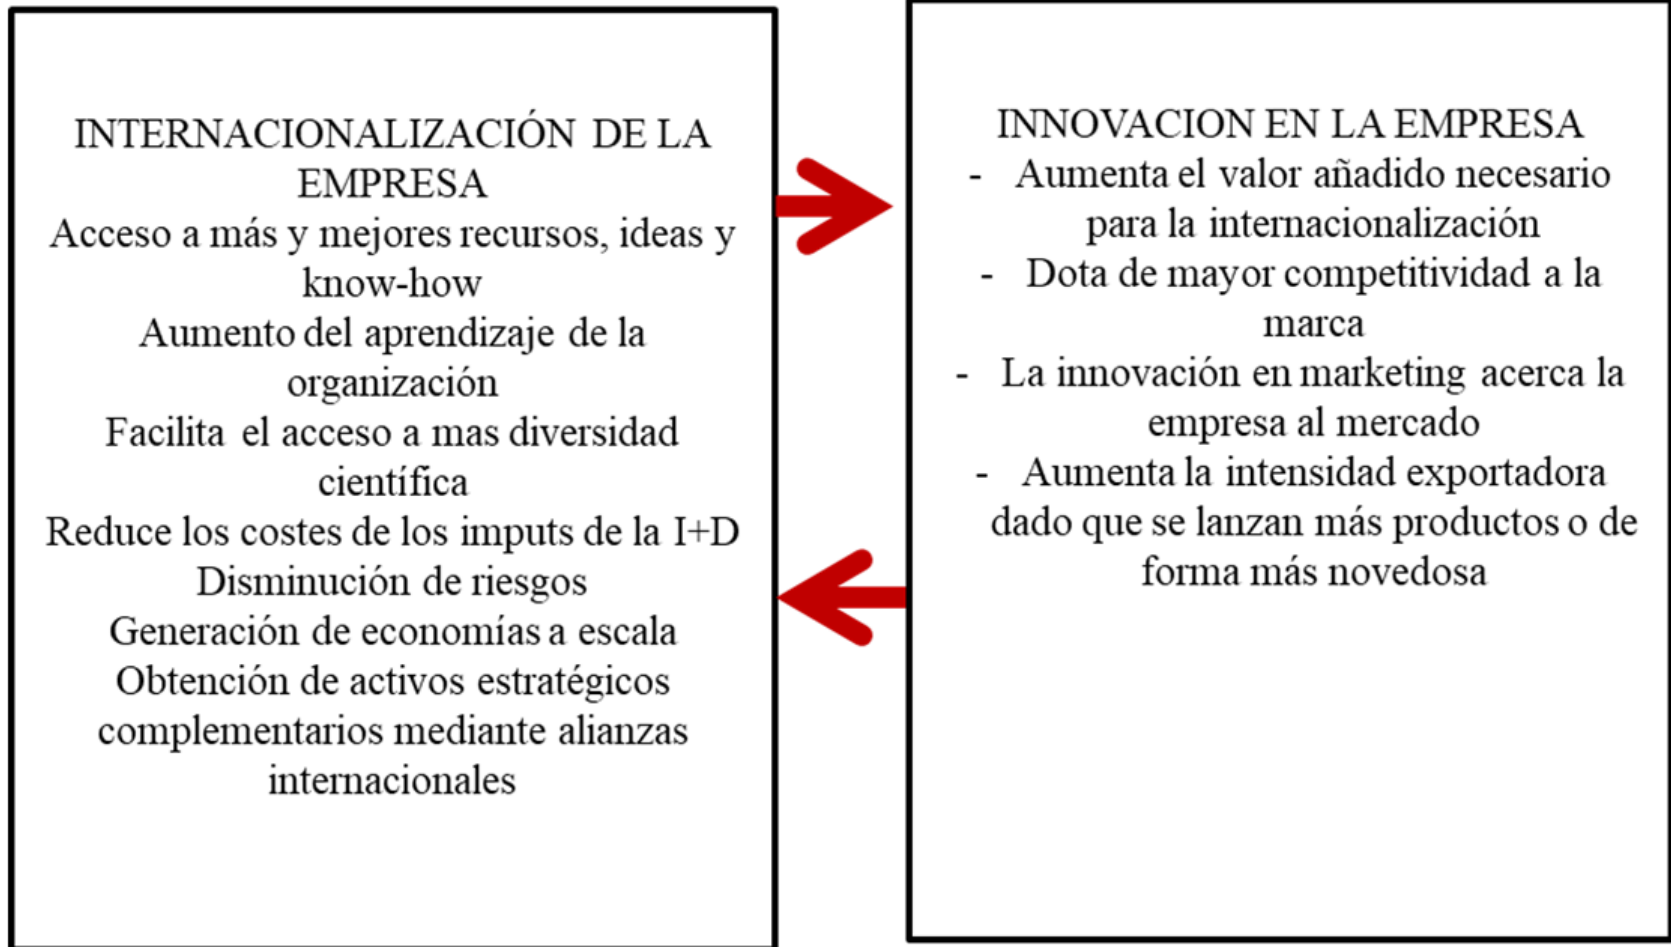 INTERNACIONALIZACIÓN DE LA
EMPRESA
Acceso a más y mejores recursos, ideas y
know-how
Aumento del aprendizaje de la
organización
Facilita el acceso a mas diversidad
científica
Reduce los costes de los imputs de la I+D
Disminución de riesgos
Generación de economías a escala
Obtención de activos estratégicos
complementarios mediante alianzas
internacionales
INNOVACION EN LA EMPRESA
- Aumenta el valor añadido necesario
para la internacionalización
- Dota de mayor competitividad a la
marca
- La innovación en marketing acerca la
empresa al mercado
- Aumenta la intensidad exportadora
dado que se lanzan más productos o de
forma más novedosa